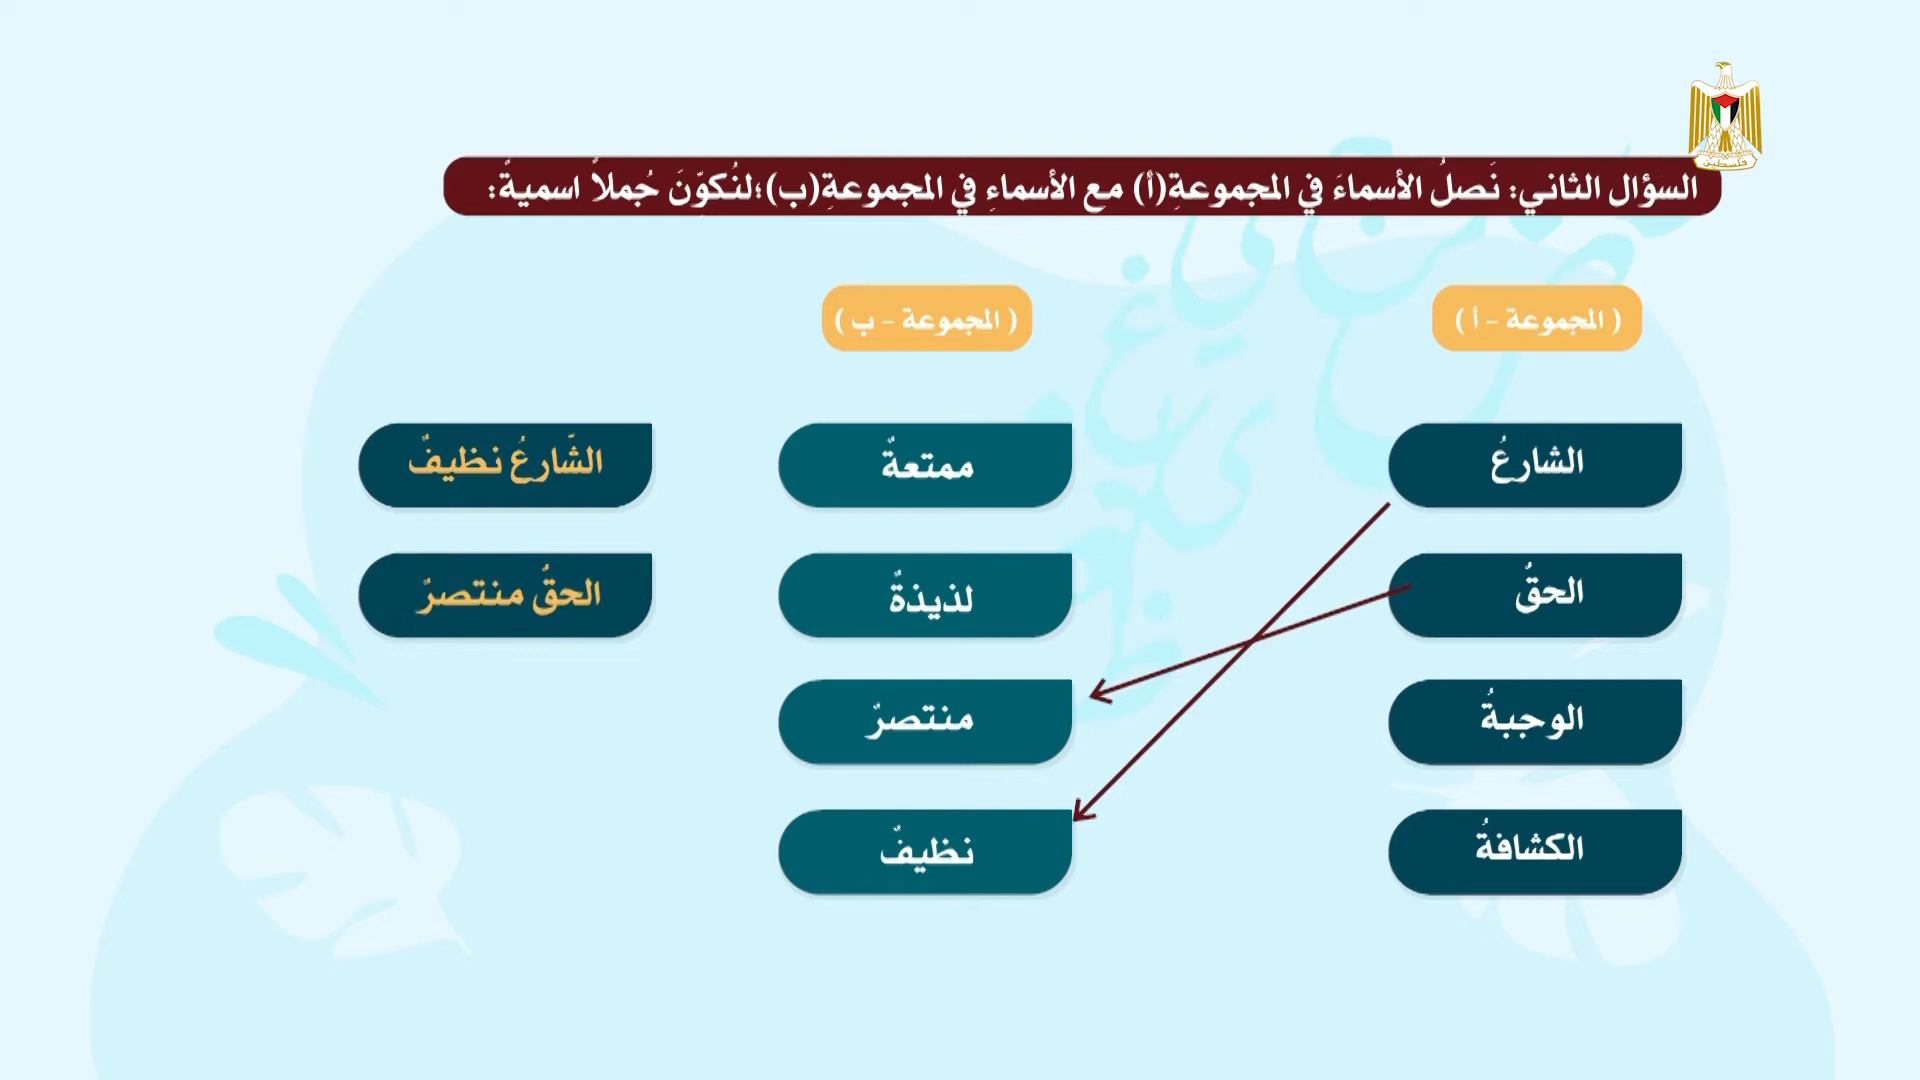 فلسطين
السؤال الثاني: نَصلُ الأسماءَ في المجموعةِ(أ) مع الأسماءِ في المجموعةِ(ب)؛لنُكوّنَ جُملاً اسميةً:
( المجموعة - أ )
( المجموعة - ب )
الشارعُ
ممتعةٌ
الشّارعُ نظيفٌ
الحقُ
لذيذةٌ
الحقُ منتصرٌ
الوجبةُ
منتصرٌ
الكشافةُ
نظيفٌ